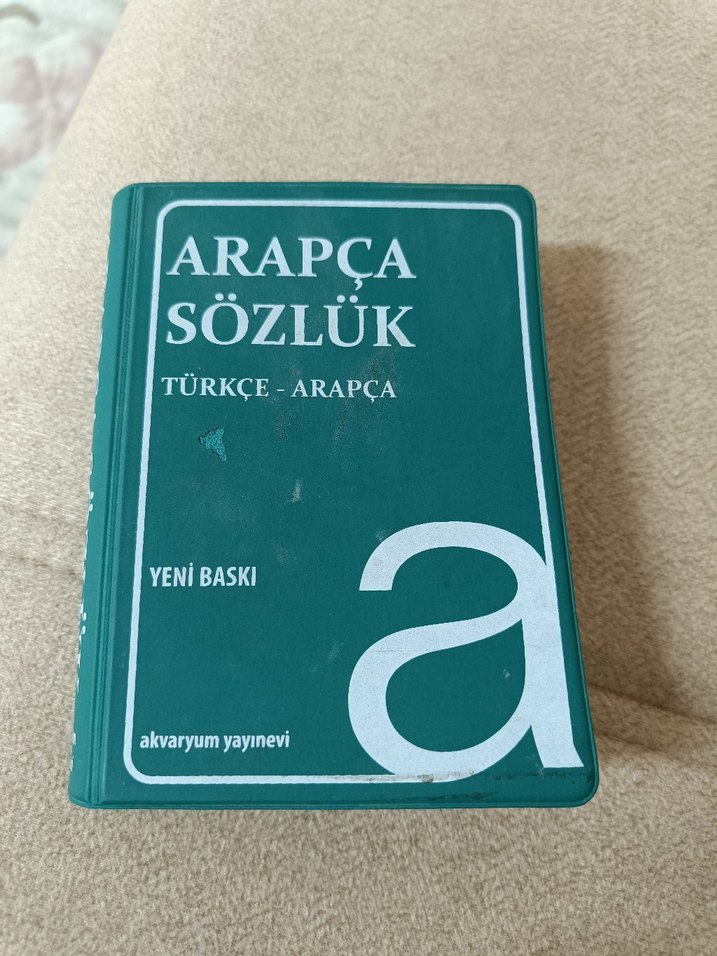 ARAPÇA
SÖZLÜK
TÜRKÇE - ARAPÇA
YENİ BASKI
a
akvaryum yayınevi